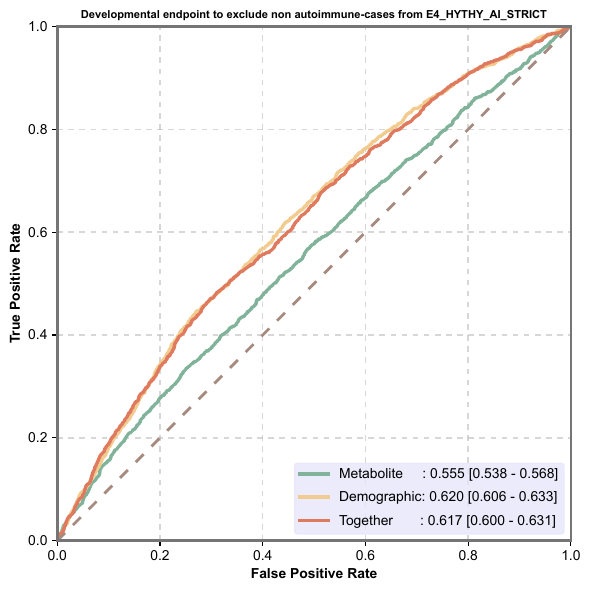 Developmental endpoint to exclude non autoimmune-cases from E4_HYTHY_AI_STRICT
1.0
0.8
0.6
0.4
0.2
0.0
True Positive Rate
Metabolite : 0.555 [0.538 - 0.568]
Demographic: 0.620 [0.606 - 0.633]
Together : 0.617 [0.600 - 0.631]
0.0 0.2 0.4 0.6 0.8 1.0
False Positive Rate